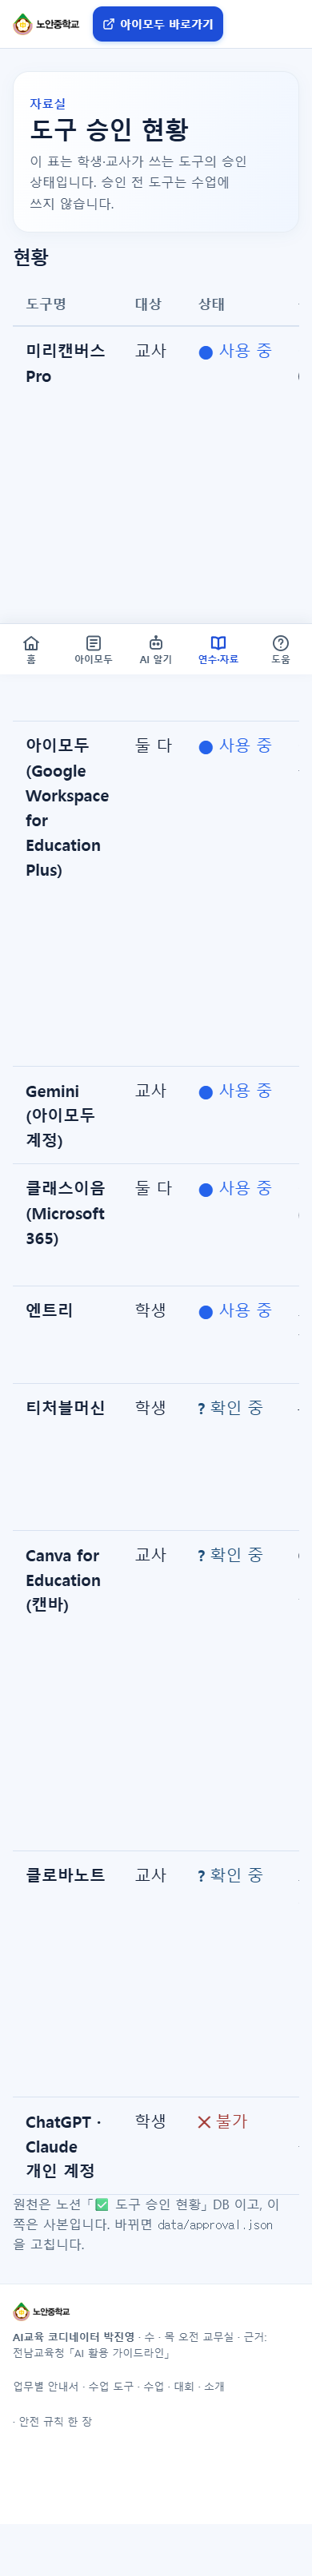 노안중학교
아이모두 바로가기
자료실
도구 승인 현황
이 표는 학생·교사가 쓰는 도구의 승인
상태입니다. 승인 전 도구는 수업에
쓰지 않습니다.
현황
도구명 대상 상태
미리캔버스 교사 사용 중
Pro
홈 아이모두 AI 알기 연수·자료 도움
아이모두 둘 다 사용 중
(Google
Workspace
for
Education
Plus)
Gemini 교사 사용 중
(아이모두
계정)
클래스이음 둘 다 사용 중
(Microsoft
365)
엔트리 학생 사용 중
티처블머신 학생 ? 확인 중
Canva for 교사 ? 확인 중
Education
(캔바)
클로바노트 교사 ? 확인 중
ChatGPT · 학생 불가
Claude
개인 계정
원천은 노션 「✅ 도구 승인 현황」 DB 이고, 이
쪽은 사본입니다. 바뀌면 data/approval.json
을 고칩니다.
노안중학교
AI교육 코디네이터 박진영 · 수 · 목 오전 교무실 · 근거:
전남교육청 「AI 활용 가이드라인」
업무별 안내서 · 수업 도구 · 수업 · 대회 · 소개
· 안전 규칙 한 장